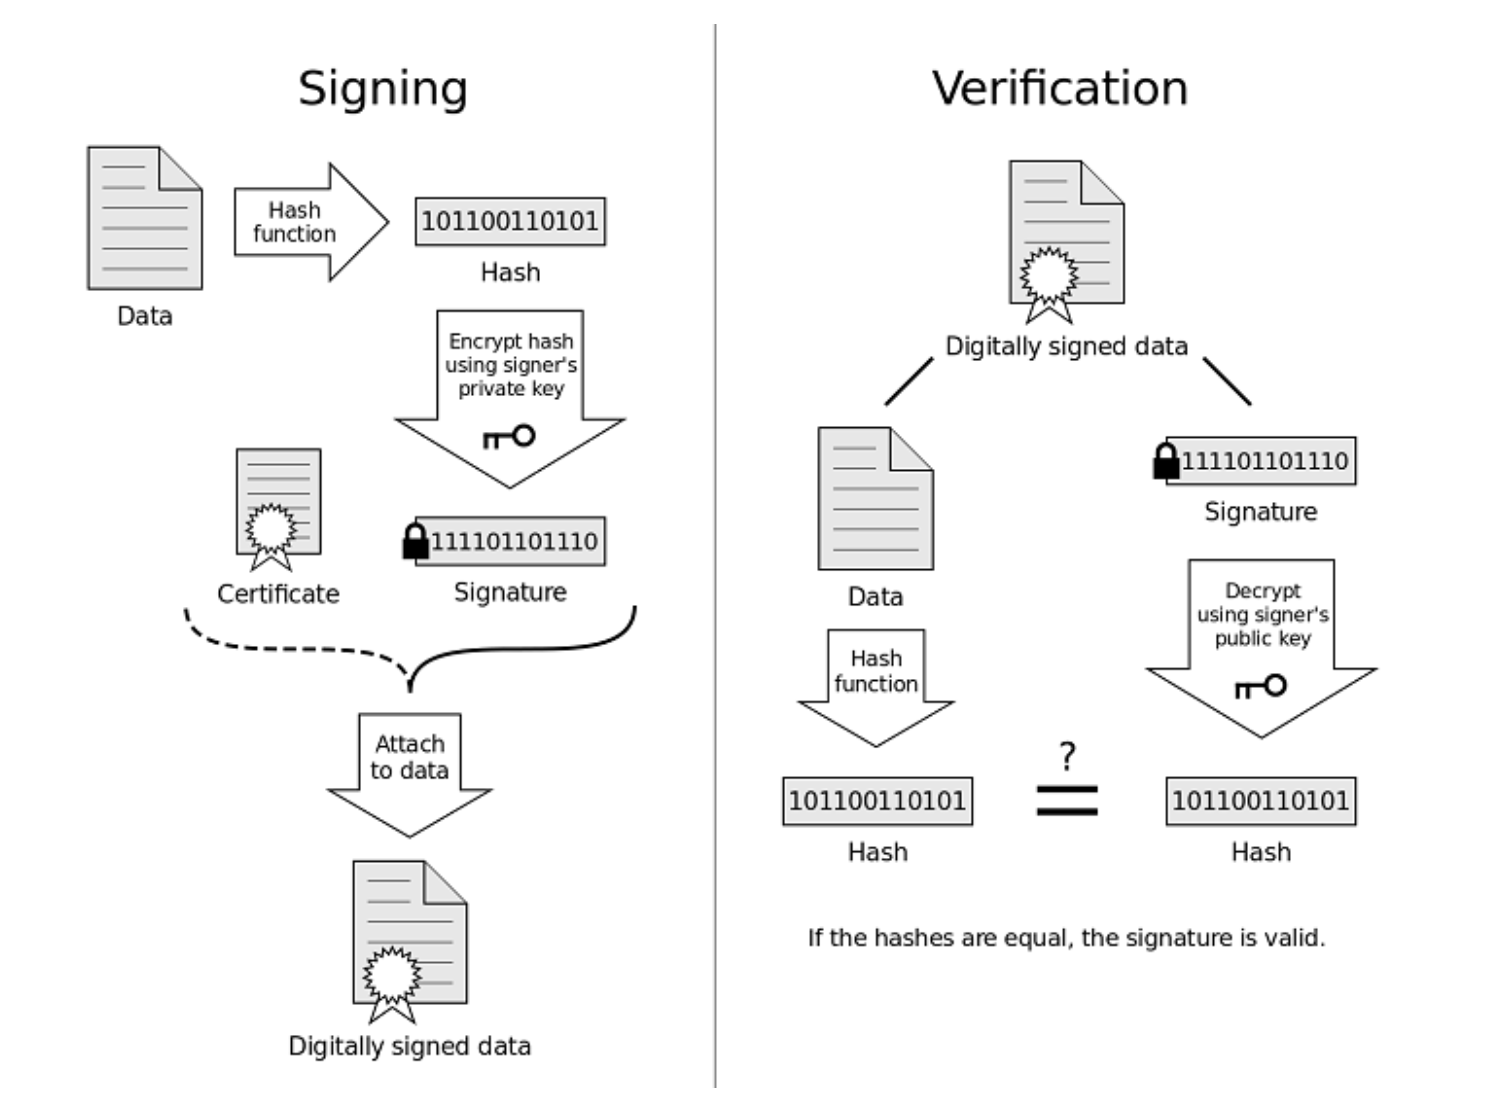 Signing
Data
Hash
function
101100110101
Hash
Encrypt hash
using signer's
private key
Certificate
111101101110
Signature
Attach
to data
Digitally signed data
Verification
Digitally signed data
Data
111101101110
Signature
Hash
function
Decrypt
using signer's
public key
101100110101
Hash
?
=
101100110101
Hash
If the hashes are equal, the signature is valid.